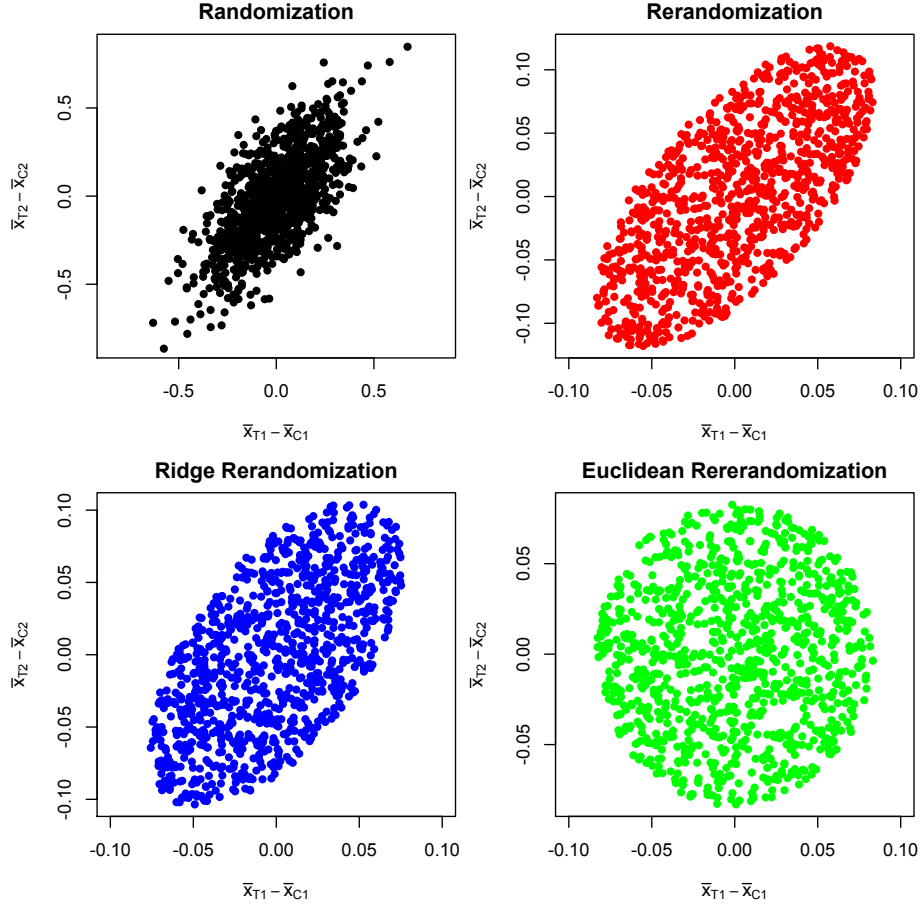 Randomization
0.5
0.0
-0.5
x̄T2 − x̄C2
-0.5 0.0 0.5
x̄T1 − x̄C1
Rerandomization
0.10
0.05
0.00
-0.05
-0.10
x̄T2 − x̄C2
-0.10 -0.05 0.00 0.05 0.10
x̄T1 − x̄C1
Ridge Rerandomization
0.10
0.05
0.00
-0.05
-0.10
x̄T2 − x̄C2
-0.10 -0.05 0.00 0.05 0.10
x̄T1 − x̄C1
Euclidean Rererandomization
0.05
0.00
-0.05
x̄T2 − x̄C2
-0.10 -0.05 0.00 0.05 0.10
x̄T1 − x̄C1